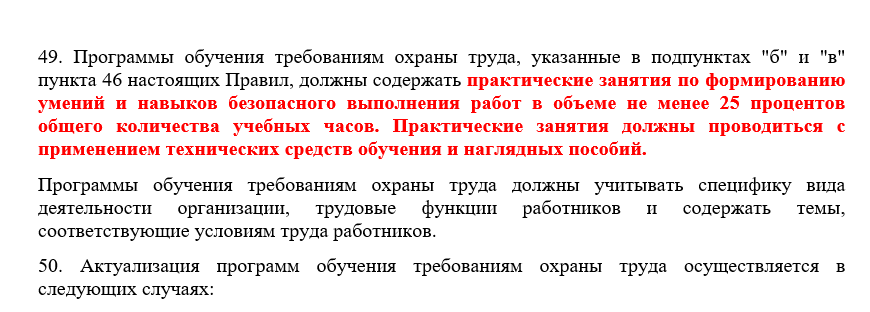 49. Программы обучения требованиям охраны труда, указанные в подпунктах "б" и "в"
пункта 46 настоящих Правил, должны содержать практические занятия по формированию
умений и навыков безопасного выполнения работ в объеме не менее 25 процентов
общего количества учебных часов. Практические занятия должны проводиться с
применением технических средств обучения и наглядных пособий.
Программы обучения требованиям охраны труда должны учитывать специфику вида
деятельности организации, трудовые функции работников и содержать темы,
соответствующие условиям труда работников.
50. Актуализация программ обучения требованиям охраны труда осуществляется в
следующих случаях: